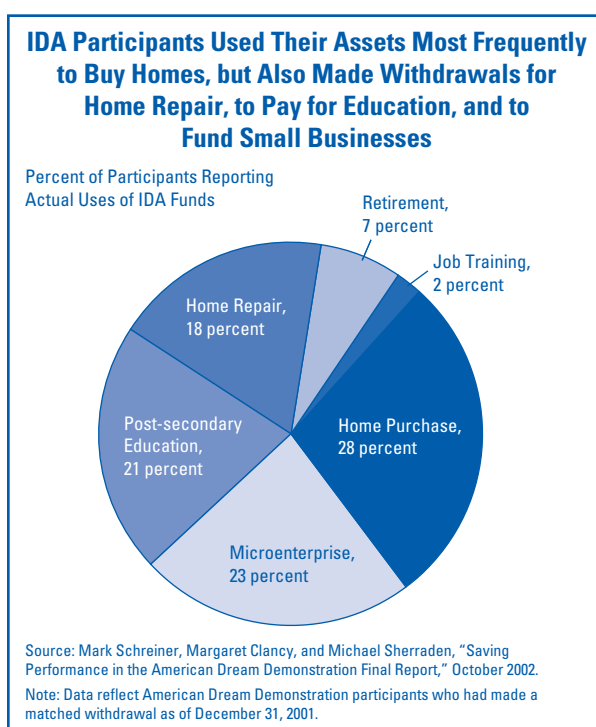 IDA Participants Used Their Assets Most Frequently
to Buy Homes, but Also Made Withdrawals for
Home Repair, to Pay for Education, and to
Fund Small Businesses
Percent of Participants Reporting
Actual Uses of IDA Funds
Retirement,
7 percent
Job Training,
2 percent
Home Repair,
18 percent
Home Purchase,
28 percent
Post-secondary
Education,
21 percent
Microenterprise,
23 percent
Source: Mark Schreiner, Margaret Clancy, and Michael Sherraden, “Saving
Performance in the American Dream Demonstration Final Report,” October 2002.
Note: Data reflect American Dream Demonstration participants who had made a
matched withdrawal as of December 31, 2001.